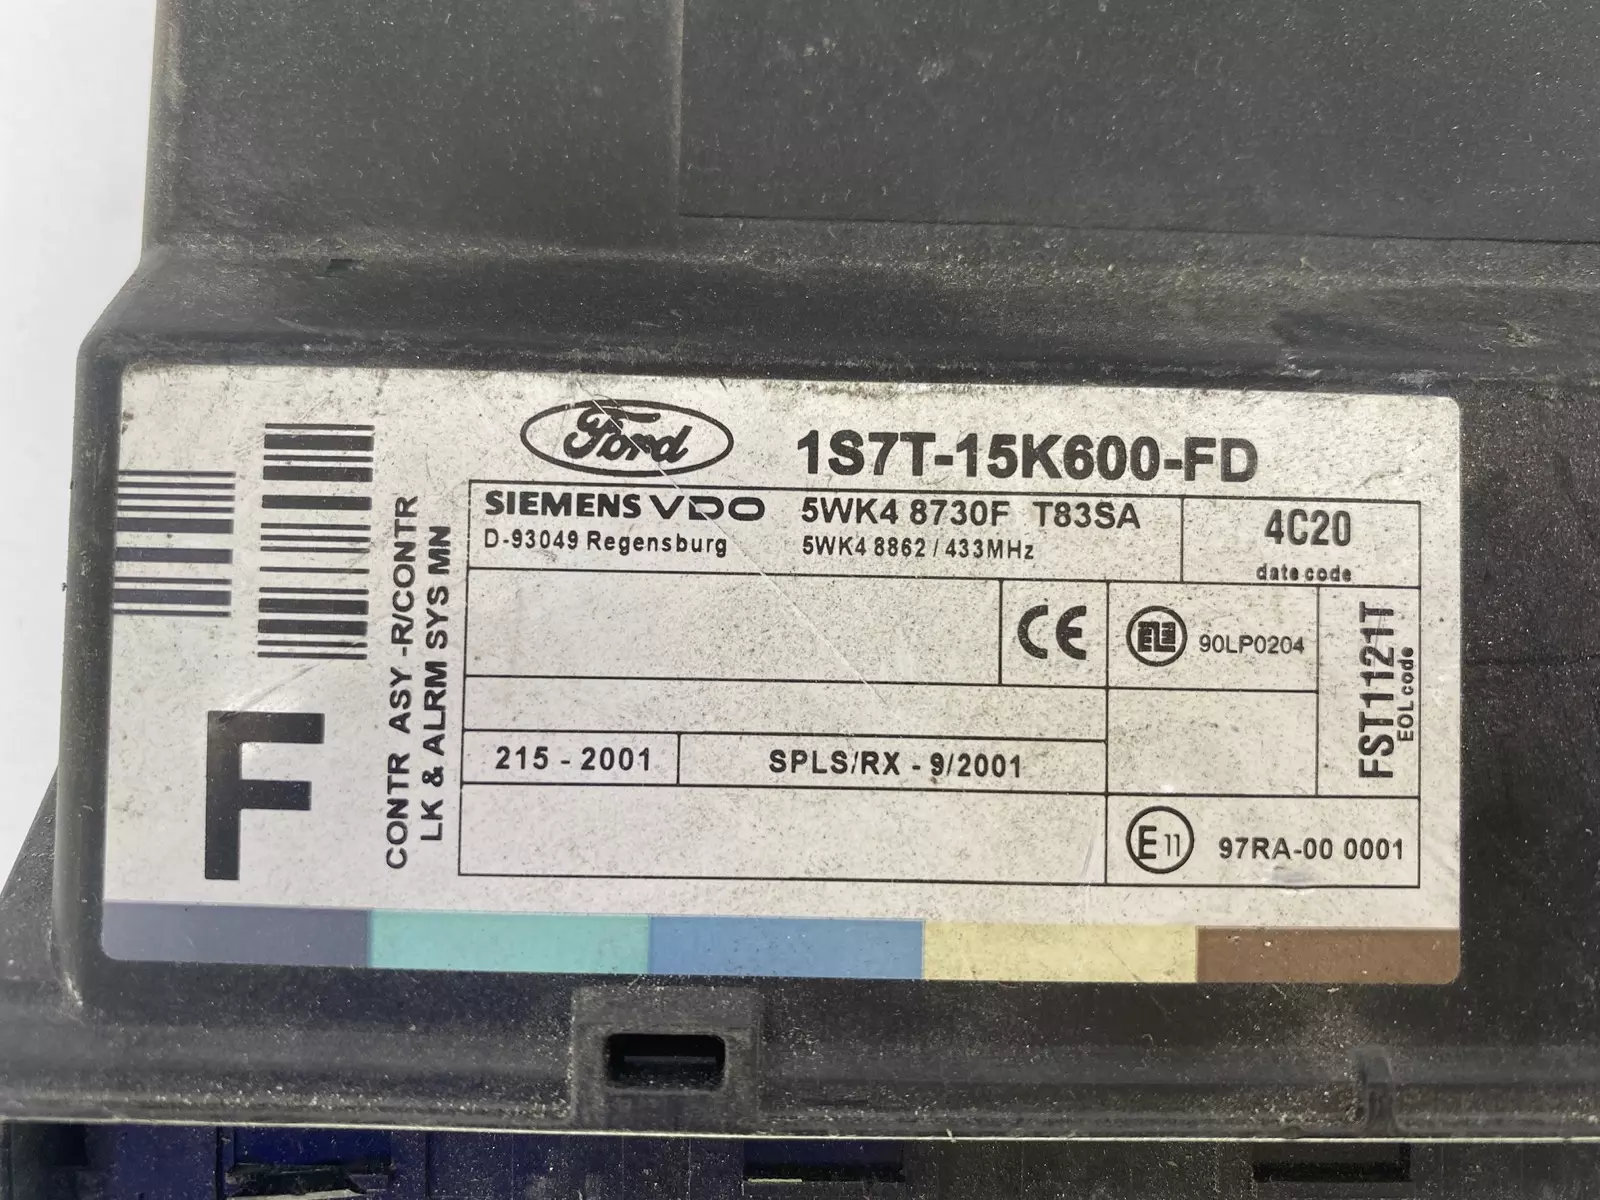 Ford
1S7T-15K600-FD
SIEMENS VDO
D-93049 Regensburg
5WK4 8730F T83SA
5WK4 8862 / 433MHz
4C20
date code
CONTR ASY -R/CONTR
LK & ALRM SYS MN
F
CE
90LP0204
FST1121T
EOL code
215 - 2001
SPLS/RX - 9/2001
E11
97RA-00 0001